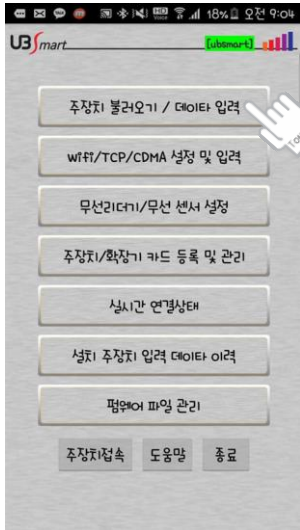 18% 오전 9:04
UBSmart
[ubsmart]
주장치 불러오기 / 데이타 입력
wifi/TCP/CDMA 설정 및 입력
무선리더기/무선 센서 설정
주장치/확장기 카드 등록 및 관리
실시간 연결상태
설치 주장치 입력 데이타 이력
펌웨어 파일 관리
주장치접속 도움말 종료